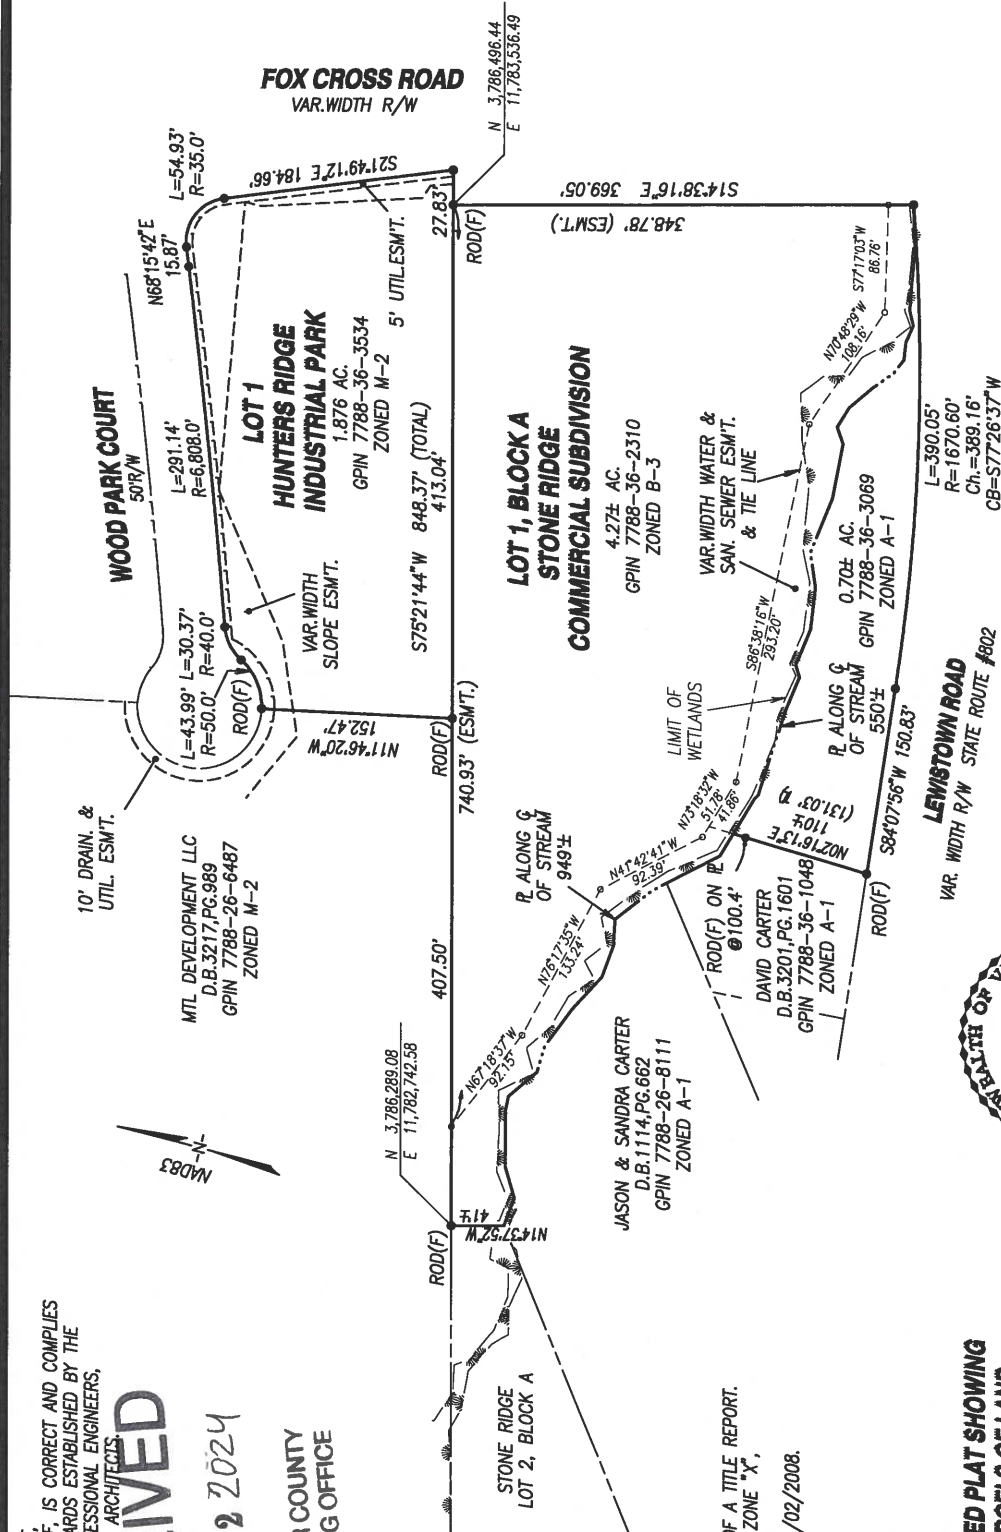 FOX CROSS ROAD
VAR.WIDTH R/W
N 3,786,496.44
E 11,783,536.49
L=54.93'
R=35.0'
S21°49'12"E 184.66'
N68°15'42"E
15.87'
27.83'
ROD(F)
S14°38'16"E 369.05'
348.78' (ESM'T.)
WOOD PARK COURT
50'R/W
L=291.14'
R=6,808.0'
LOT 1
HUNTERS RIDGE
INDUSTRIAL PARK
1.876 AC.
GPIN 7788-36-3534
ZONED M-2
5' UTIL.ESM'T.
VAR.WIDTH
SLOPE ESM'T.
L=43.99'
R=50.0'
L=30.37'
R=40.0'
ROD(F)
N11°46'20"W
152.47'
S75°21'44"W 848.37' (TOTAL)
413.04'
ROD(F)
740.93' (ESM'T.)
407.50'
10' DRAIN. &
UTIL. ESM'T.
MTL DEVELOPMENT LLC
D.B.3217,PG.989
GPIN 7788-26-6487
ZONED M-2
LOT 1, BLOCK A
STONE RIDGE
COMMERCIAL SUBDIVISION
4.27± AC.
GPIN 7788-36-2310
ZONED B-3
VAR.WIDTH WATER &
SAN. SEWER ESM'T.
& TIE LINE
S77°17'03"W
86.76'
N70°48'29"W
108.16'
S86°38'16"W
293.20'
LIMIT OF
WETLANDS
N73°18'32"W
51.78'
41.86'
N41°42'41"W
92.39'
N76°17'35"W
133.24'
N67°18'37"W
92.15'
P̲L̲ ALONG C̲L̲
OF STREAM
949'±
P̲L̲ ALONG C̲L̲
OF STREAM
550'±
0.70± AC.
GPIN 7788-36-3069
ZONED A-1
L=390.05'
R=1670.60'
Ch.=389.16'
CB=S77°26'37"W
S84°07'56"W 150.83'
LEWISTOWN ROAD
VAR. WIDTH R/W STATE ROUTE #802
N02°16'13"E
110'±
ROD(F) ON
@100.4'
ROD(F)
DAVID CARTER
D.B.3201,PG.1601
GPIN 7788-36-1048
ZONED A-1
JASON & SANDRA CARTER
D.B.1114,PG.662
GPIN 7788-26-8111
ZONED A-1
N 3,786,289.08
E 11,782,742.58
ROD(F)
N14°37'52"W
41'±
NAD83
-N-
STONE RIDGE
LOT 2, BLOCK A
IS CORRECT AND COMPLIES
ESTABLISHED BY THE
ENGINEERS,
ARCHITECTS.
2 2024
COUNTY
OFFICE
OF A TITLE REPORT.
ZONE "X",
/02/2008.
PLAT SHOWING